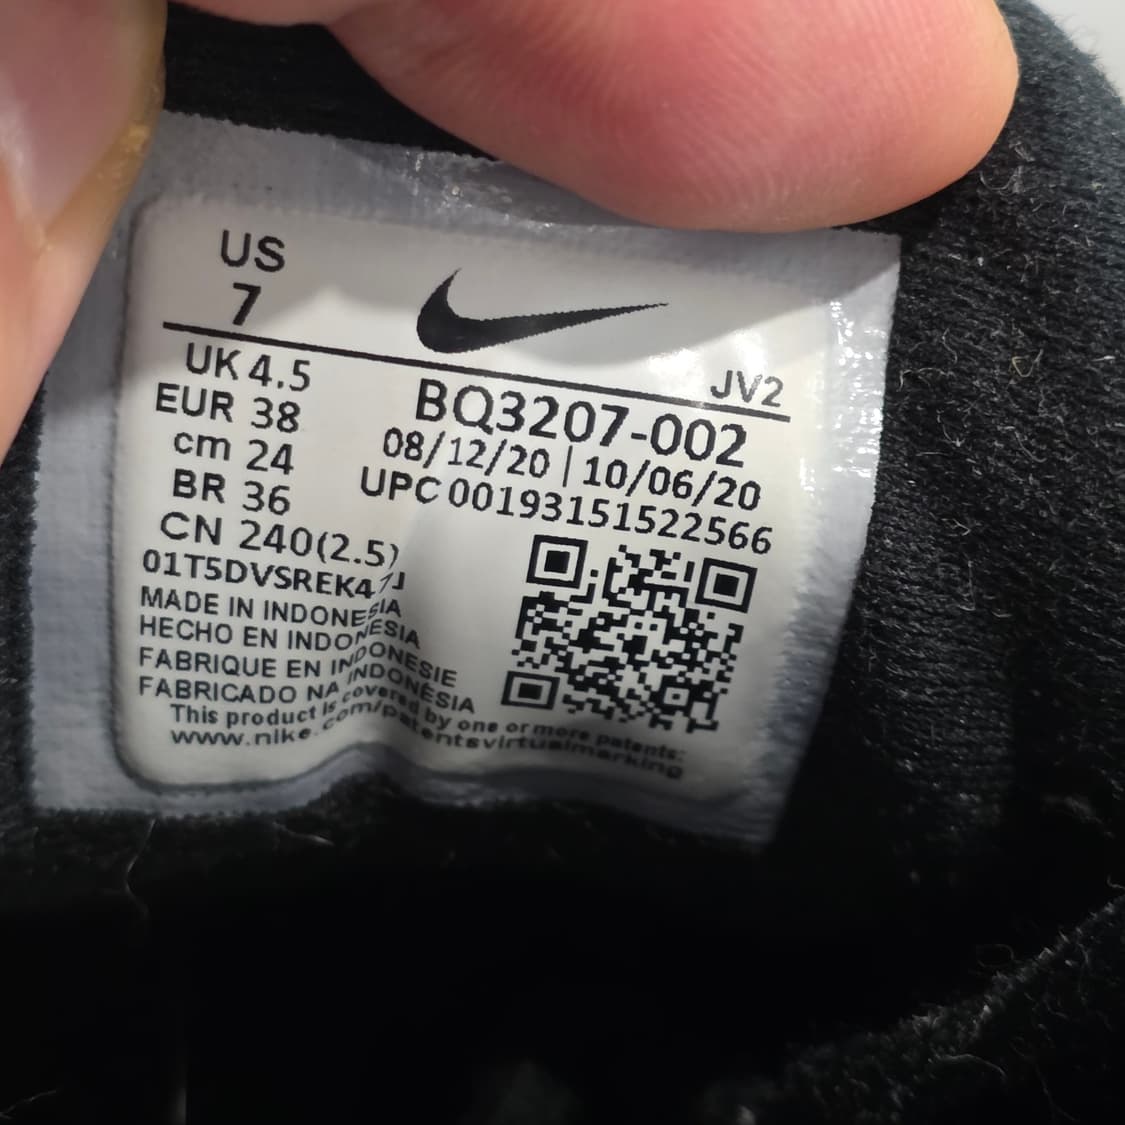 US
7
JV2
UK 4.5
EUR 38
cm 24
BR 36
CN 240(2.5)
BQ3207-002
08/12/20 | 10/06/20
UPC 00193151522566
MADE IN INDONESIA
HECHO EN INDONESIA
FABRIQUE EN INDONESIE
FABRICADO NA INDONÉSIA
This product is covered by one or more patents:
www.nike.com/patentsvirtualmarking